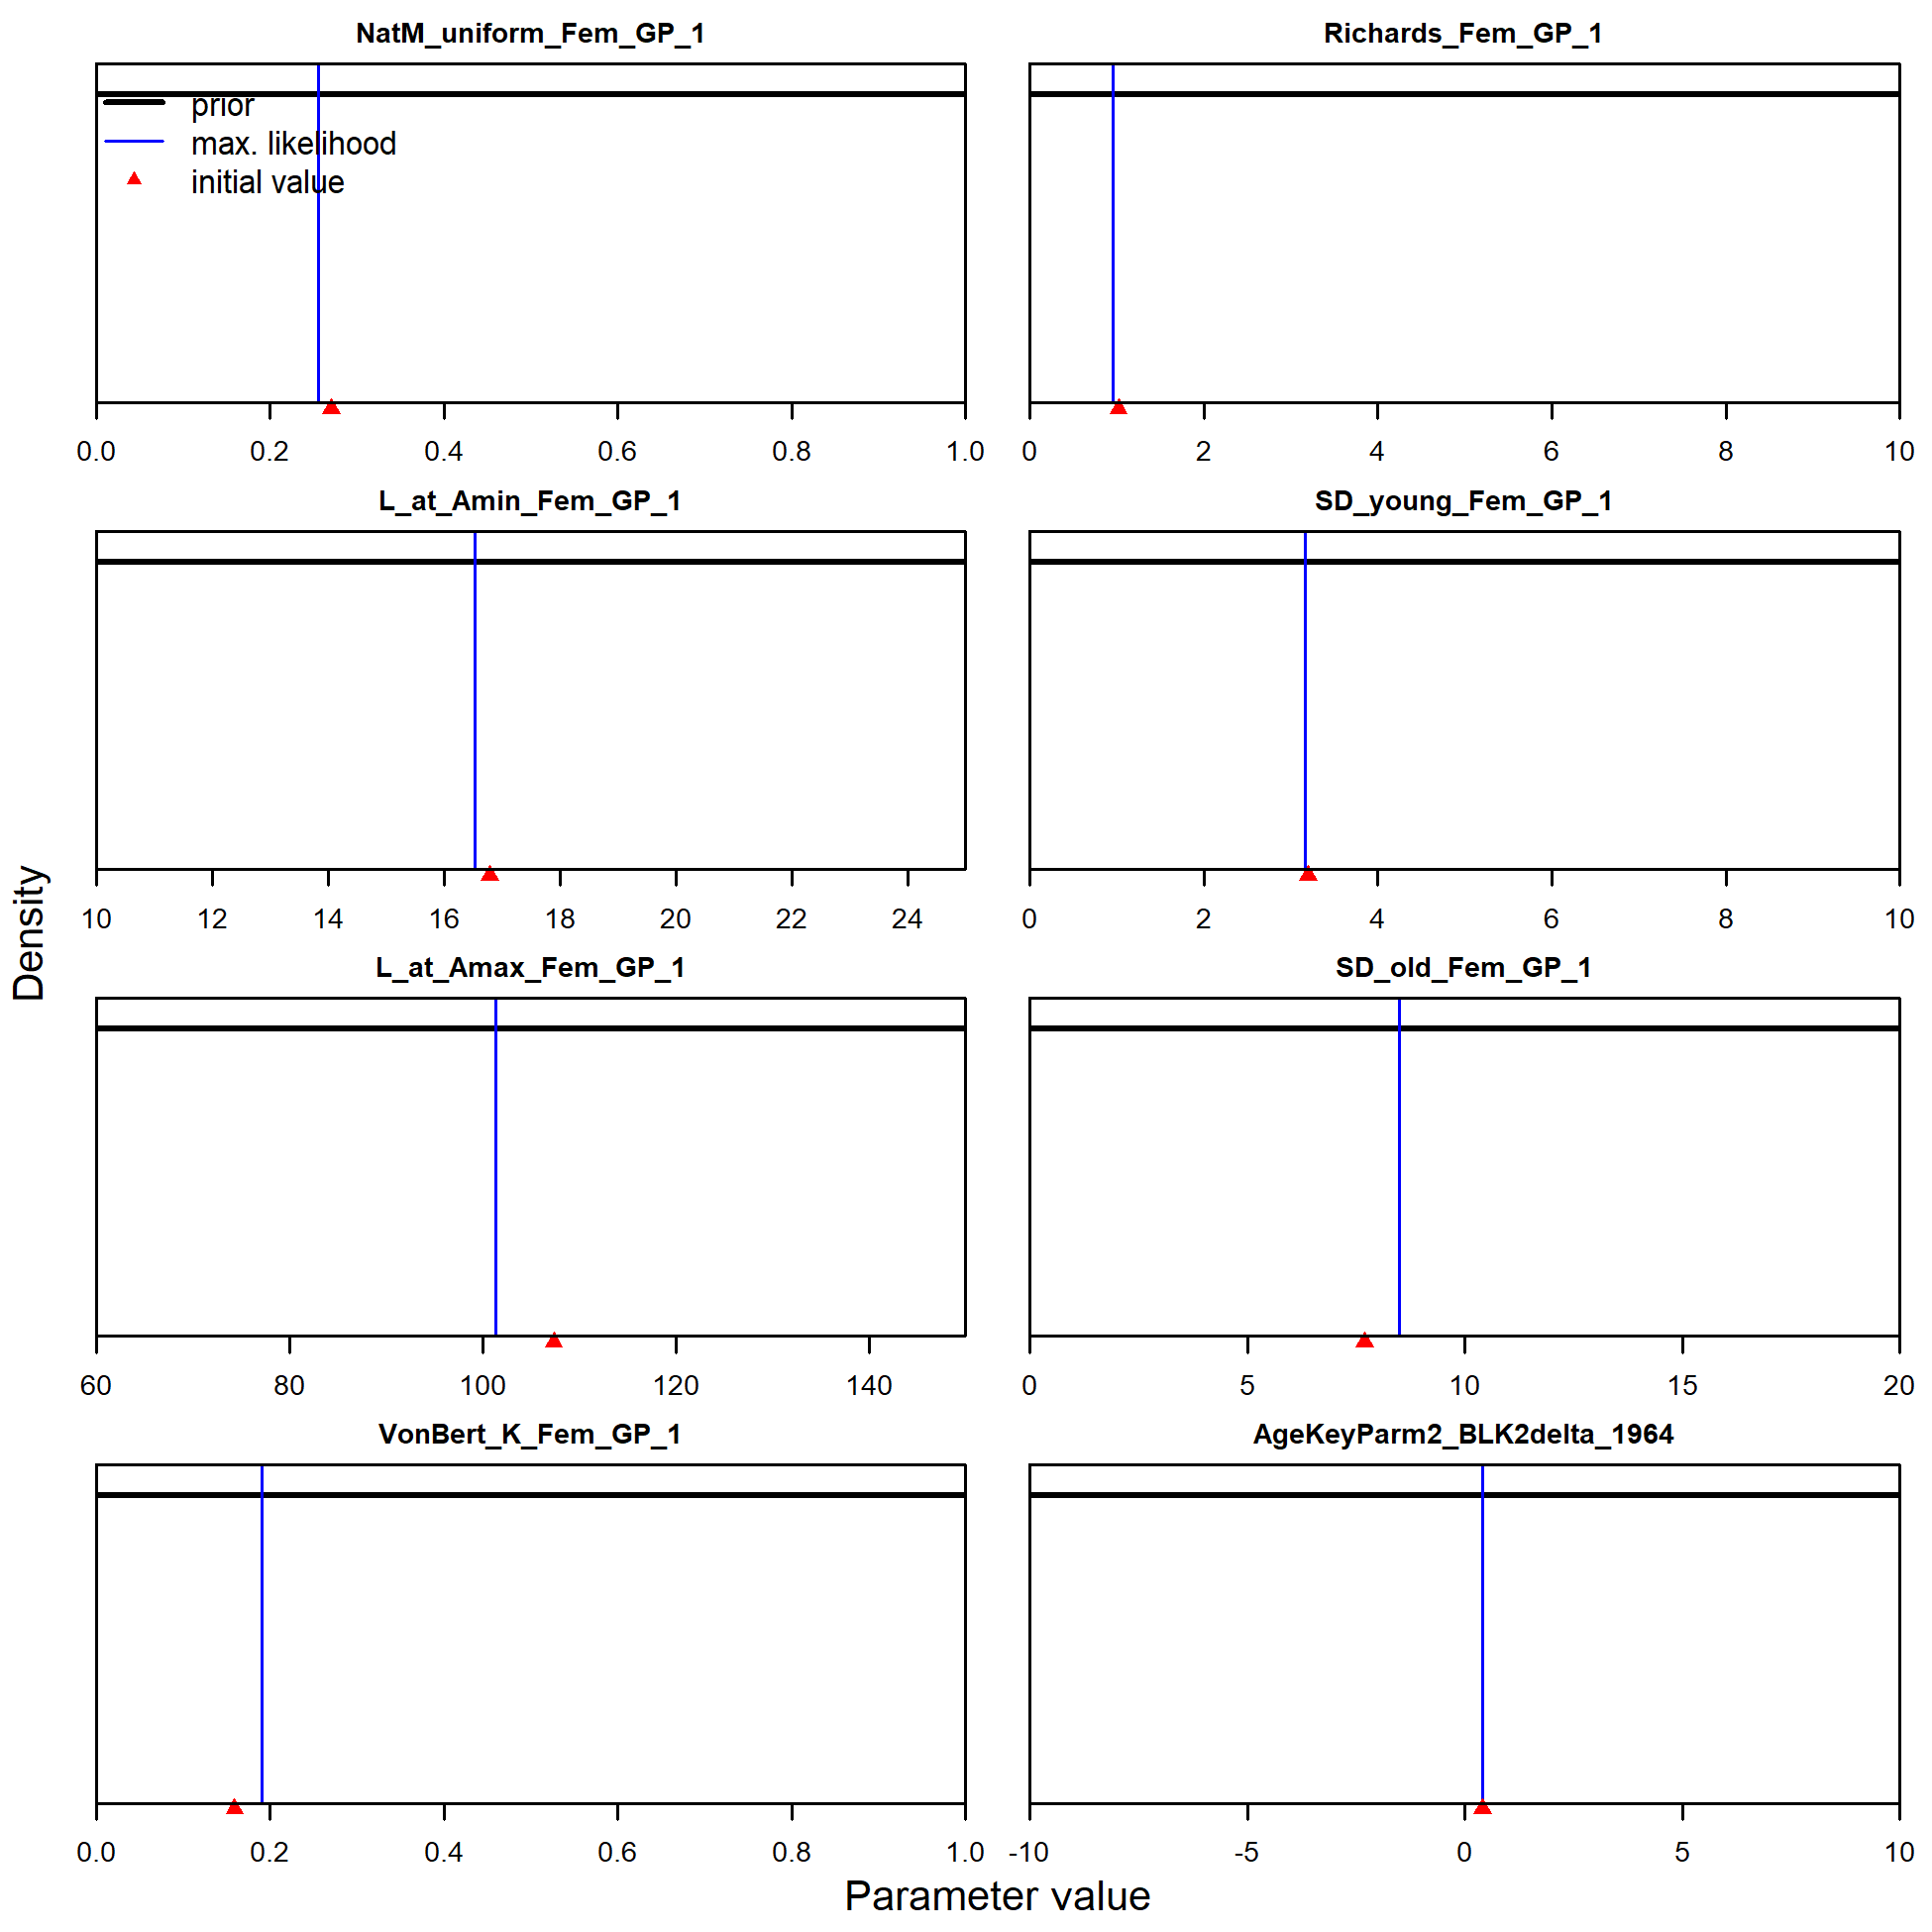 NatM_uniform_Fem_GP_1
prior
max. likelihood
initial value
0.0 0.2 0.4 0.6 0.8 1.0
Richards_Fem_GP_1
0 2 4 6 8 10
L_at_Amin_Fem_GP_1
10 12 14 16 18 20 22 24
SD_young_Fem_GP_1
0 2 4 6 8 10
L_at_Amax_Fem_GP_1
60 80 100 120 140
SD_old_Fem_GP_1
0 5 10 15 20
VonBert_K_Fem_GP_1
0.0 0.2 0.4 0.6 0.8 1.0
AgeKeyParm2_BLK2delta_1964
-10 -5 0 5 10
Density
Parameter value